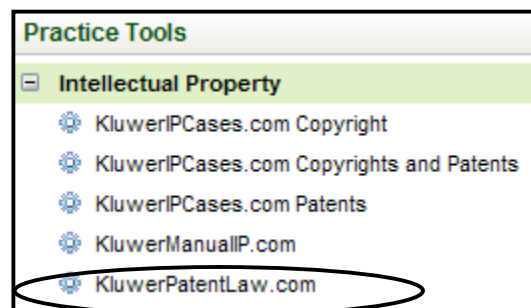 Practice Tools
Intellectual Property
KluwerIPCases.com Copyright
KluwerIPCases.com Copyrights and Patents
KluwerIPCases.com Patents
KluwerManualIP.com
KluwerPatentLaw.com